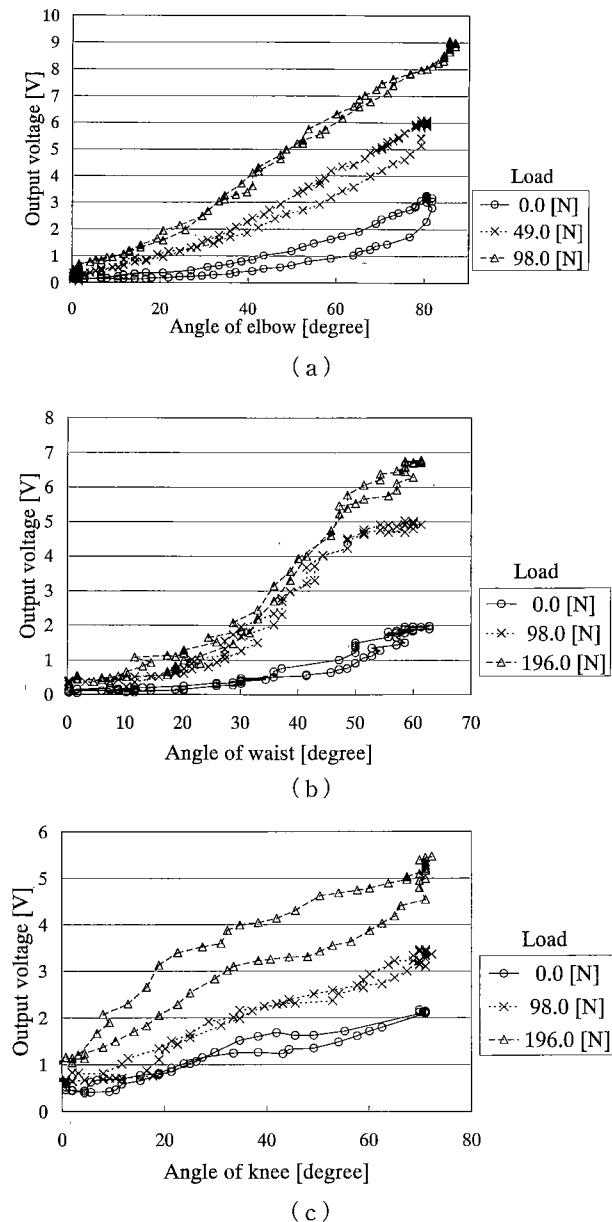 10
9
8
7
6
5
4
3
2
1
0
Output voltage [V]
0 20 40 60 80
Angle of elbow [degree]
Load
0.0 [N]
49.0 [N]
98.0 [N]
(a)
8
7
6
5
4
3
2
1
0
Output voltage [V]
0 10 20 30 40 50 60 70
Angle of waist [degree]
Load
0.0 [N]
98.0 [N]
196.0 [N]
(b)
6
5
4
3
2
1
0
Output voltage [V]
0 20 40 60 80
Angle of knee [degree]
Load
0.0 [N]
98.0 [N]
196.0 [N]
(c)